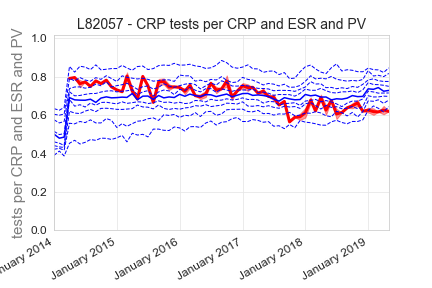 L82057 - CRP tests per CRP and ESR and PV
tests per CRP and ESR and PV
1.0
0.8
0.6
0.4
0.2
0.0
nuary 2014
January 2015
January 2016
January 2017
January 2018
January 2019